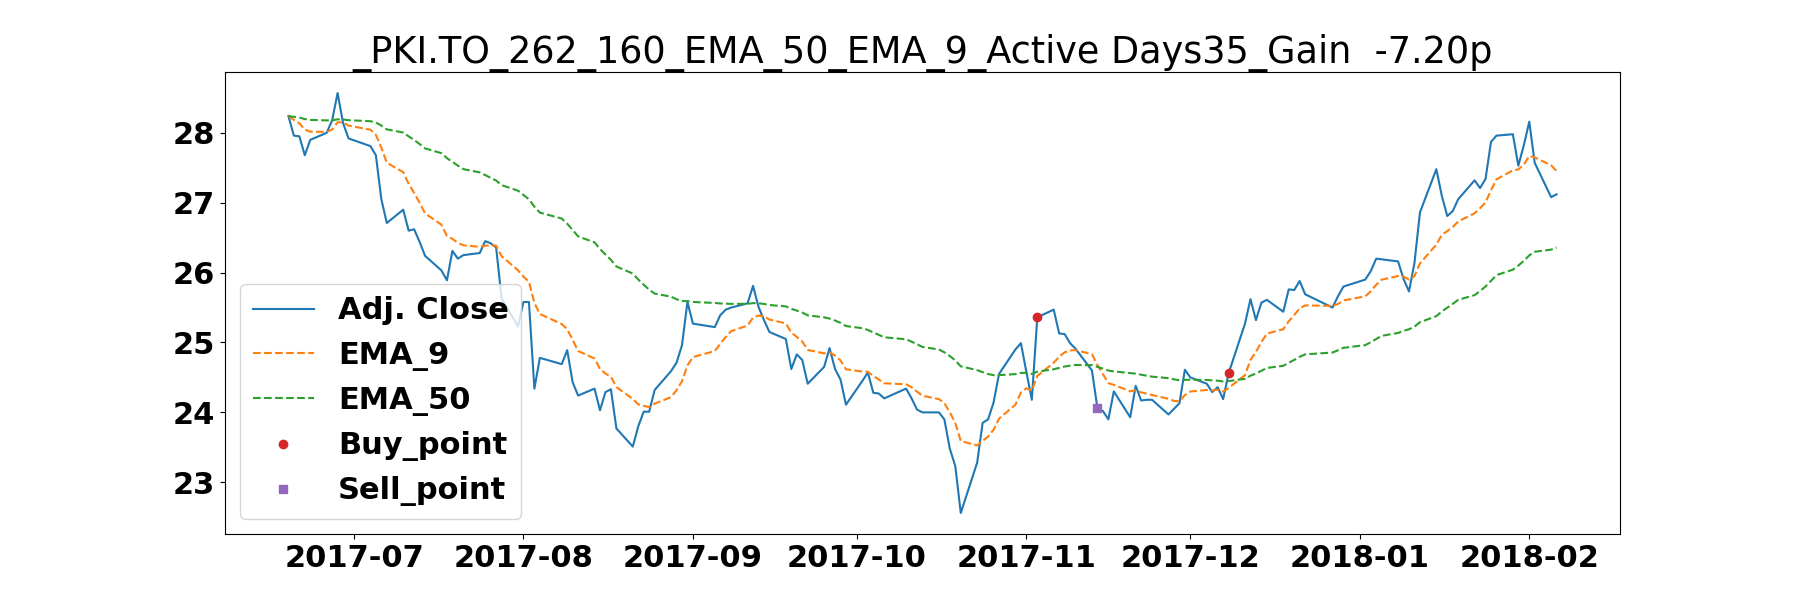 _PKI.TO_262_160_EMA_50_EMA_9_Active Days35_Gain  -7.20p
28
27
26
25
24
23
Adj. Close
EMA_9
EMA_50
Buy_point
Sell_point
2017-07 2017-08 2017-09 2017-10 2017-11 2017-12 2018-01 2018-02